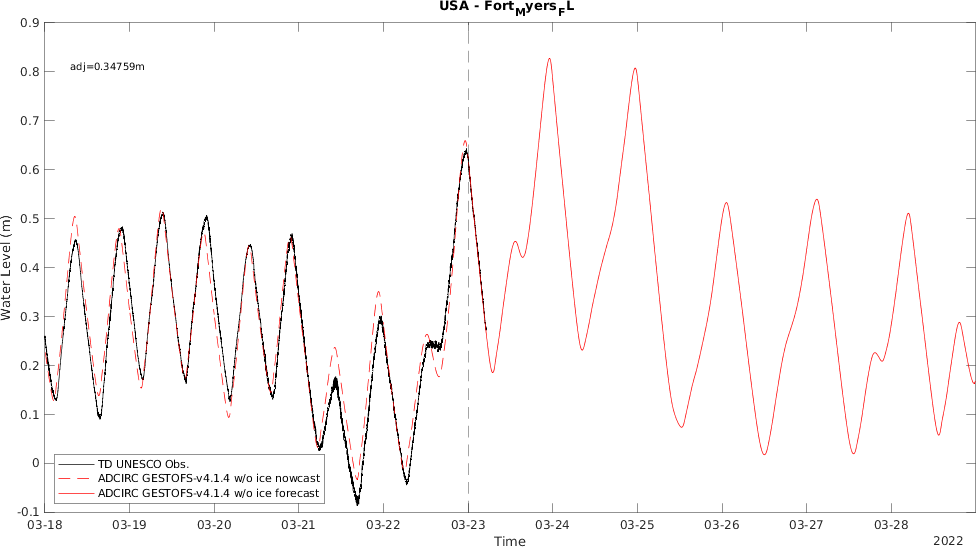 USA - Fort_Myers_FL
0.9
0.8
adj=0.34759m
0.7
0.6
0.5
0.4
0.3
0.2
0.1
0
-0.1
Water Level (m)
TD UNESCO Obs.
ADCIRC GESTOFS-v4.1.4 w/o ice nowcast
ADCIRC GESTOFS-v4.1.4 w/o ice forecast
03-18 03-19 03-20 03-21 03-22 03-23 03-24 03-25 03-26 03-27 03-28
Time
2022